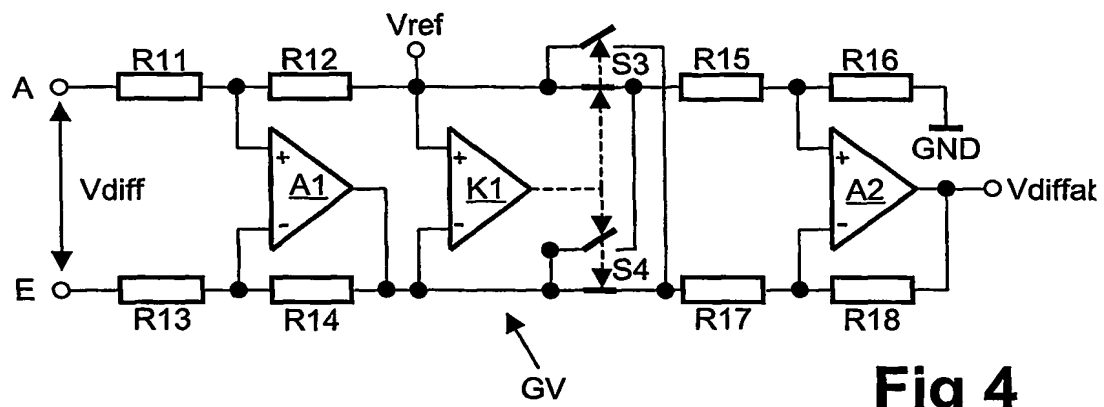 Vref
R11 R12 S3 R15 R16
A
+ + +
GND
Vdiff A1 K1 A2 Vdiffab
- - -
S4
E
R13 R14 R17 R18
GV
Fig 4